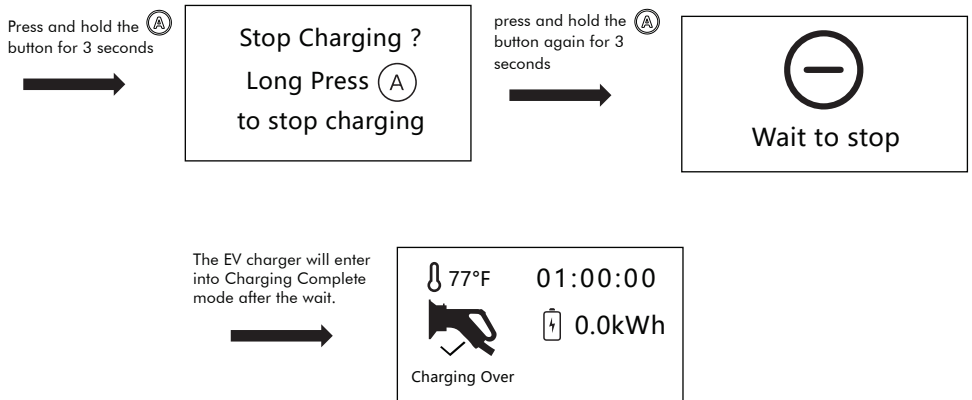 Press and hold the Ⓐ
button for 3 seconds
Stop Charging ?
Long Press Ⓐ
to stop charging
press and hold the Ⓐ
button again for 3
seconds
Wait to stop
The EV charger will enter
into Charging Complete
mode after the wait.
77°F 01:00:00
0.0kWh
Charging Over